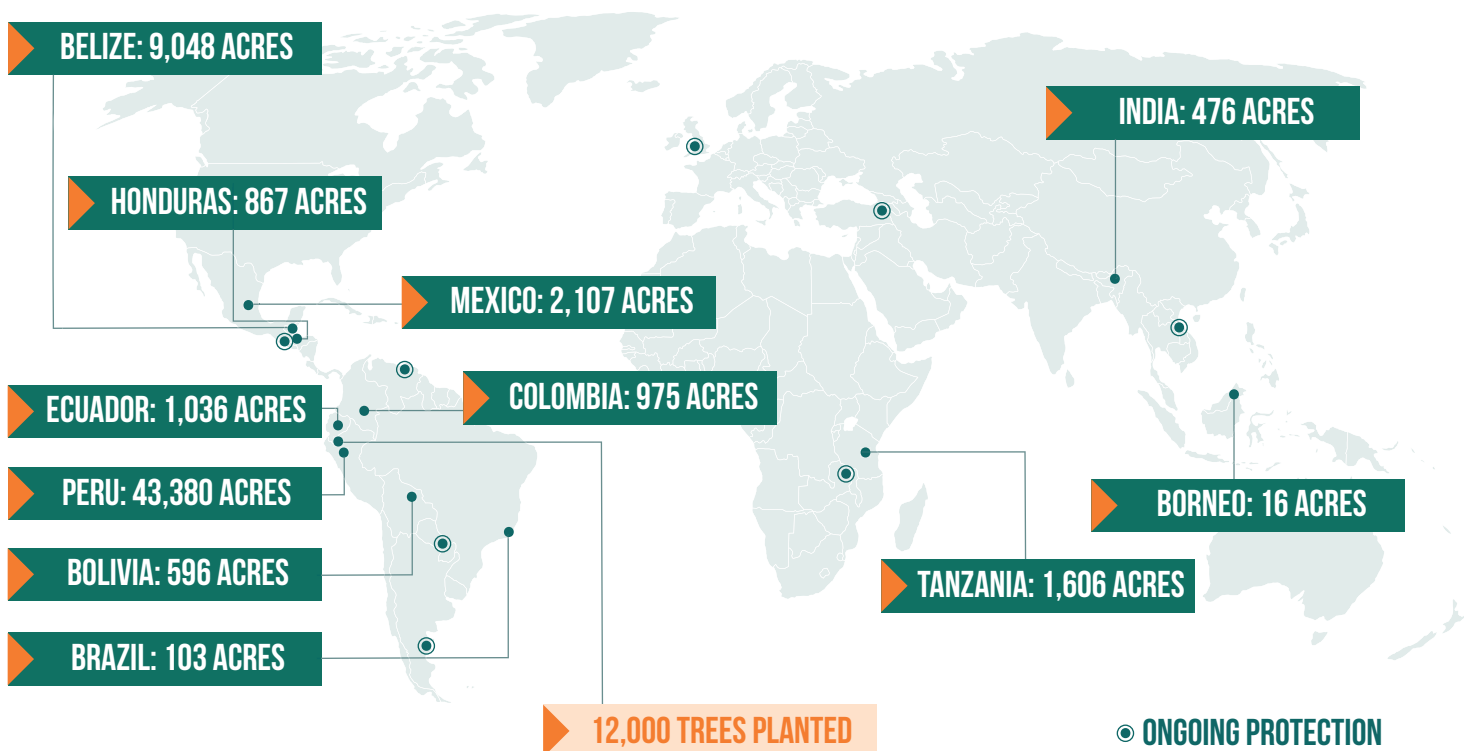 BELIZE: 9,048 ACRES
INDIA: 476 ACRES
HONDURAS: 867 ACRES
MEXICO: 2,107 ACRES
COLOMBIA: 975 ACRES
ECUADOR: 1,036 ACRES
PERU: 43,380 ACRES
BORNEO: 16 ACRES
BOLIVIA: 596 ACRES
TANZANIA: 1,606 ACRES
BRAZIL: 103 ACRES
12,000 TREES PLANTED
ONGOING PROTECTION